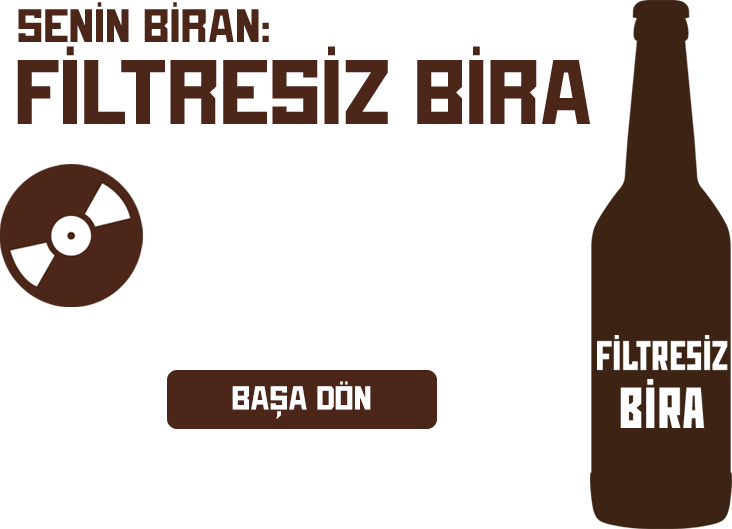 SENİN BİRAN:
FİLTRESİZ BİRA
FİLTRESİZ
BİRA
BAŞA DÖN